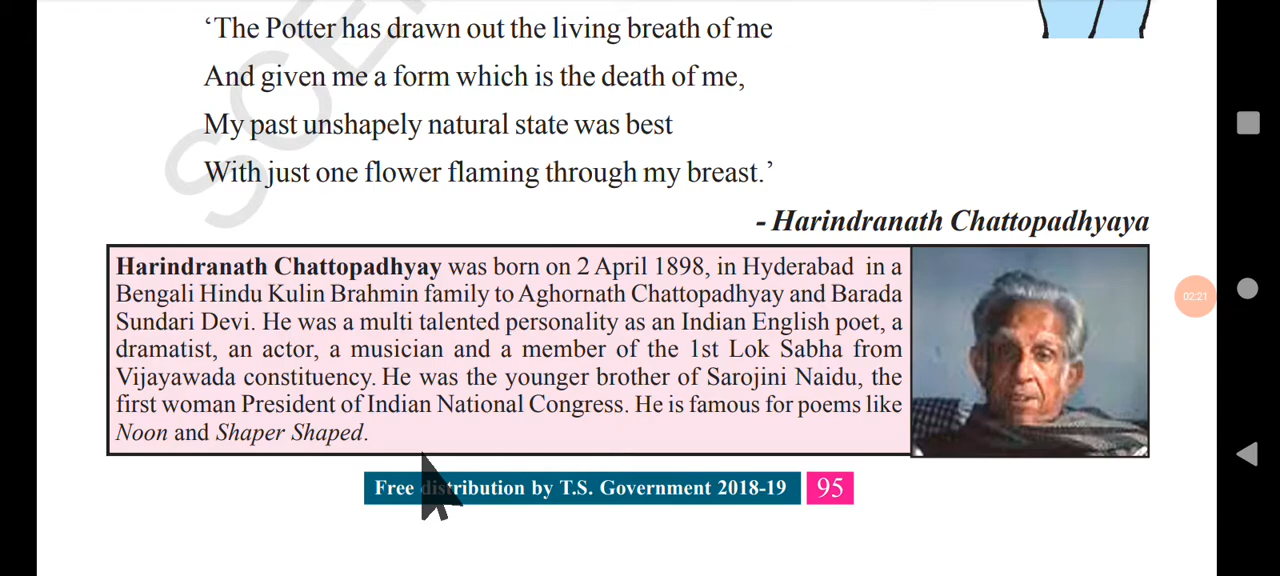 ‘The Potter has drawn out the living breath of me
And given me a form which is the death of me,
My past unshapely natural state was best
With just one flower flaming through my breast.’
- Harindranath Chattopadhyaya
Harindranath Chattopadhyay was born on 2 April 1898, in Hyderabad in a
Bengali Hindu Kulin Brahmin family to Aghornath Chattopadhyay and Barada
Sundari Devi. He was a multi talented personality as an Indian English poet, a
dramatist, an actor, a musician and a member of the 1st Lok Sabha from
Vijayawada constituency. He was the younger brother of Sarojini Naidu, the
first woman President of Indian National Congress. He is famous for poems like
Noon and Shaper Shaped.
02:21
Free distribution by T.S. Government 2018-19 95